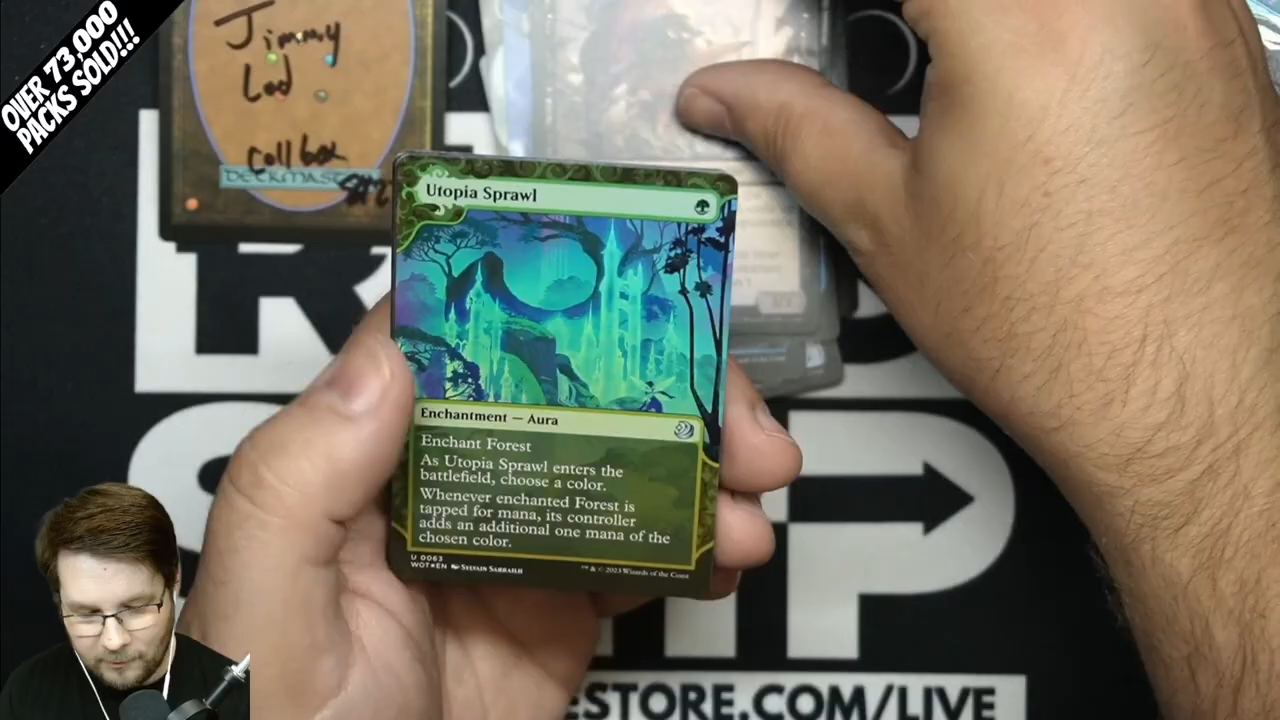 OVER 73,000
PACKS SOLD!!!
Jimmy
Lad
Coll box
DECKMAST
Utopia Sprawl
Enchantment — Aura
Enchant Forest
As Utopia Sprawl enters the
battlefield, choose a color.
Whenever enchanted Forest is
tapped for mana, its controller
adds an additional one mana of the
chosen color.
U 0063
WOT★EN Sylvain Sarrailh
™ & © 2023 Wizards of the Coast
ESTORE.COM/LIVE